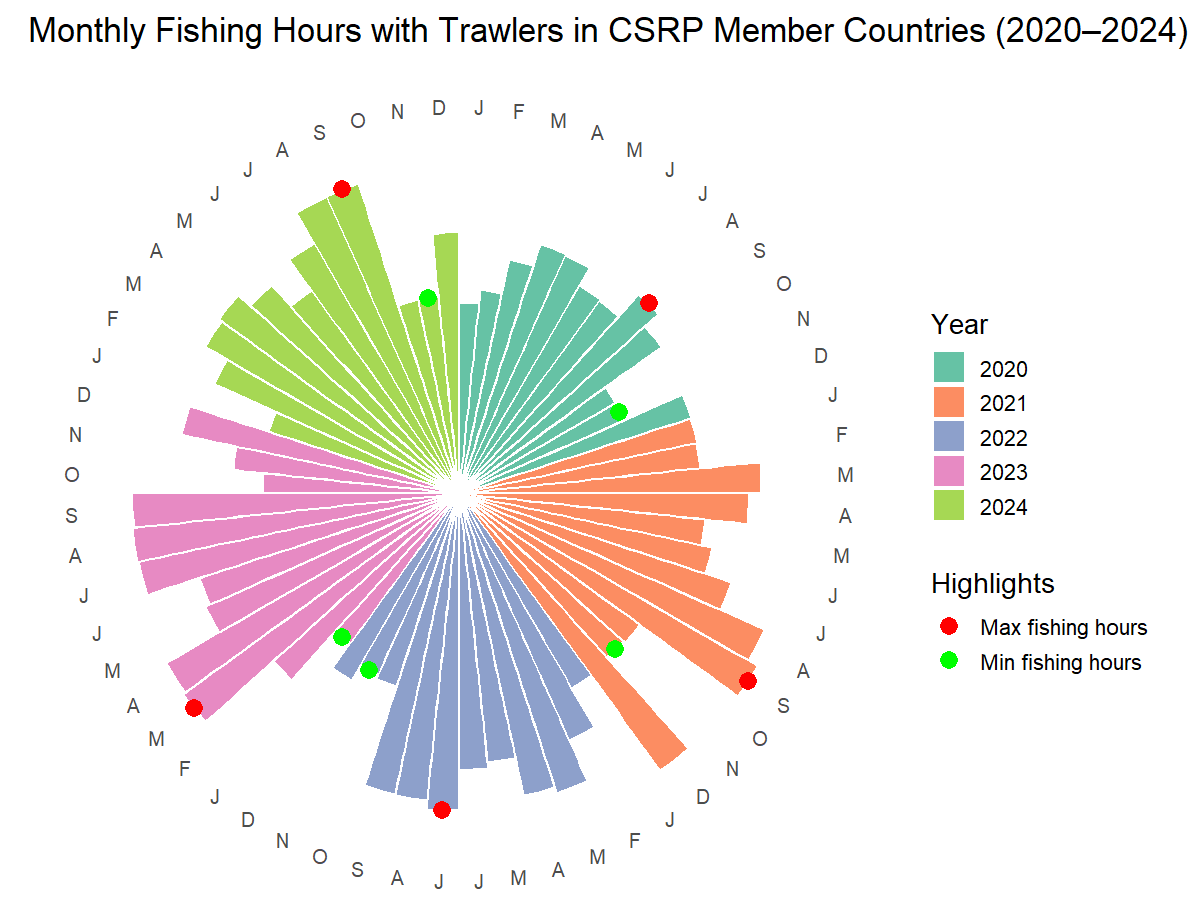 Monthly Fishing Hours with Trawlers in CSRP Member Countries (2020–2024)
J F M A M J J A S O N D
J F M A M J J A S O N D
J F M A M J J A S O N D
J F M A M J J A S O N D
J F M A M J J A S O N D
Year
2020
2021
2022
2023
2024
Highlights
Max fishing hours
Min fishing hours